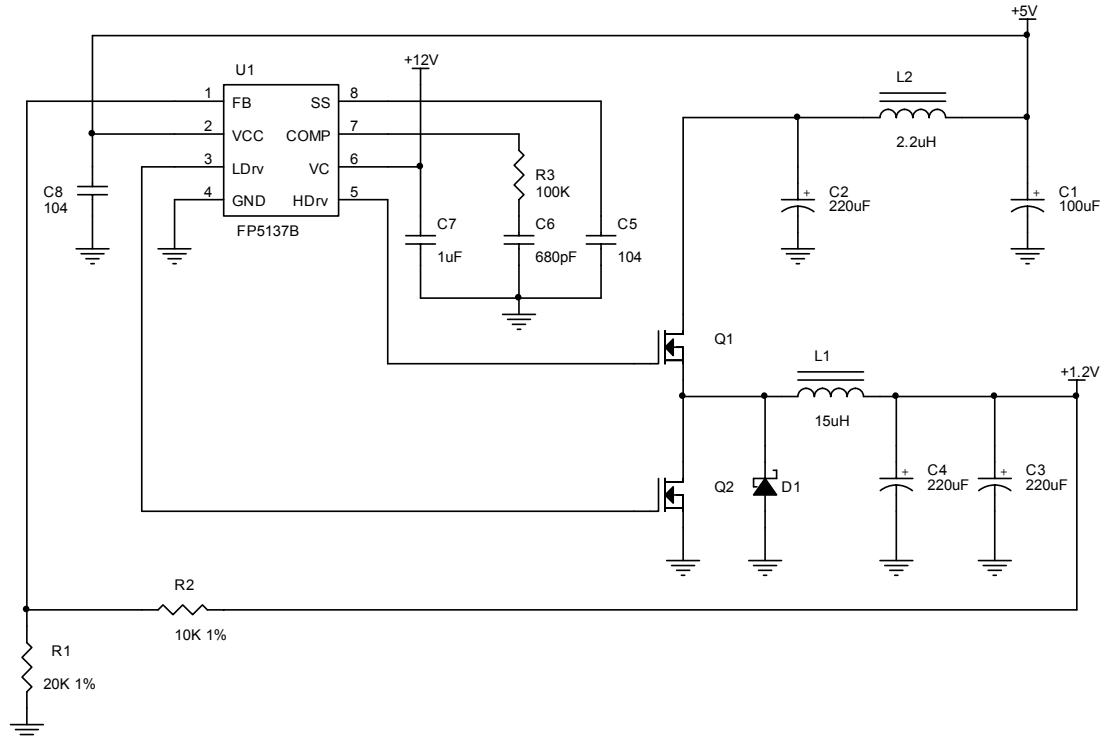 +5V
+12V
U1
1 FB SS 8
2 VCC COMP 7
3 LDrv VC 6
4 GND HDrv 5
FP5137B
C8
104
R3
100K
C7
1uF
C6
680pF
C5
104
L2
2.2uH
C2
220uF
C1
100uF
Q1
L1
15uH
+1.2V
Q2
D1
C4
220uF
C3
220uF
R2
10K 1%
R1
20K 1%
+
+
+
+